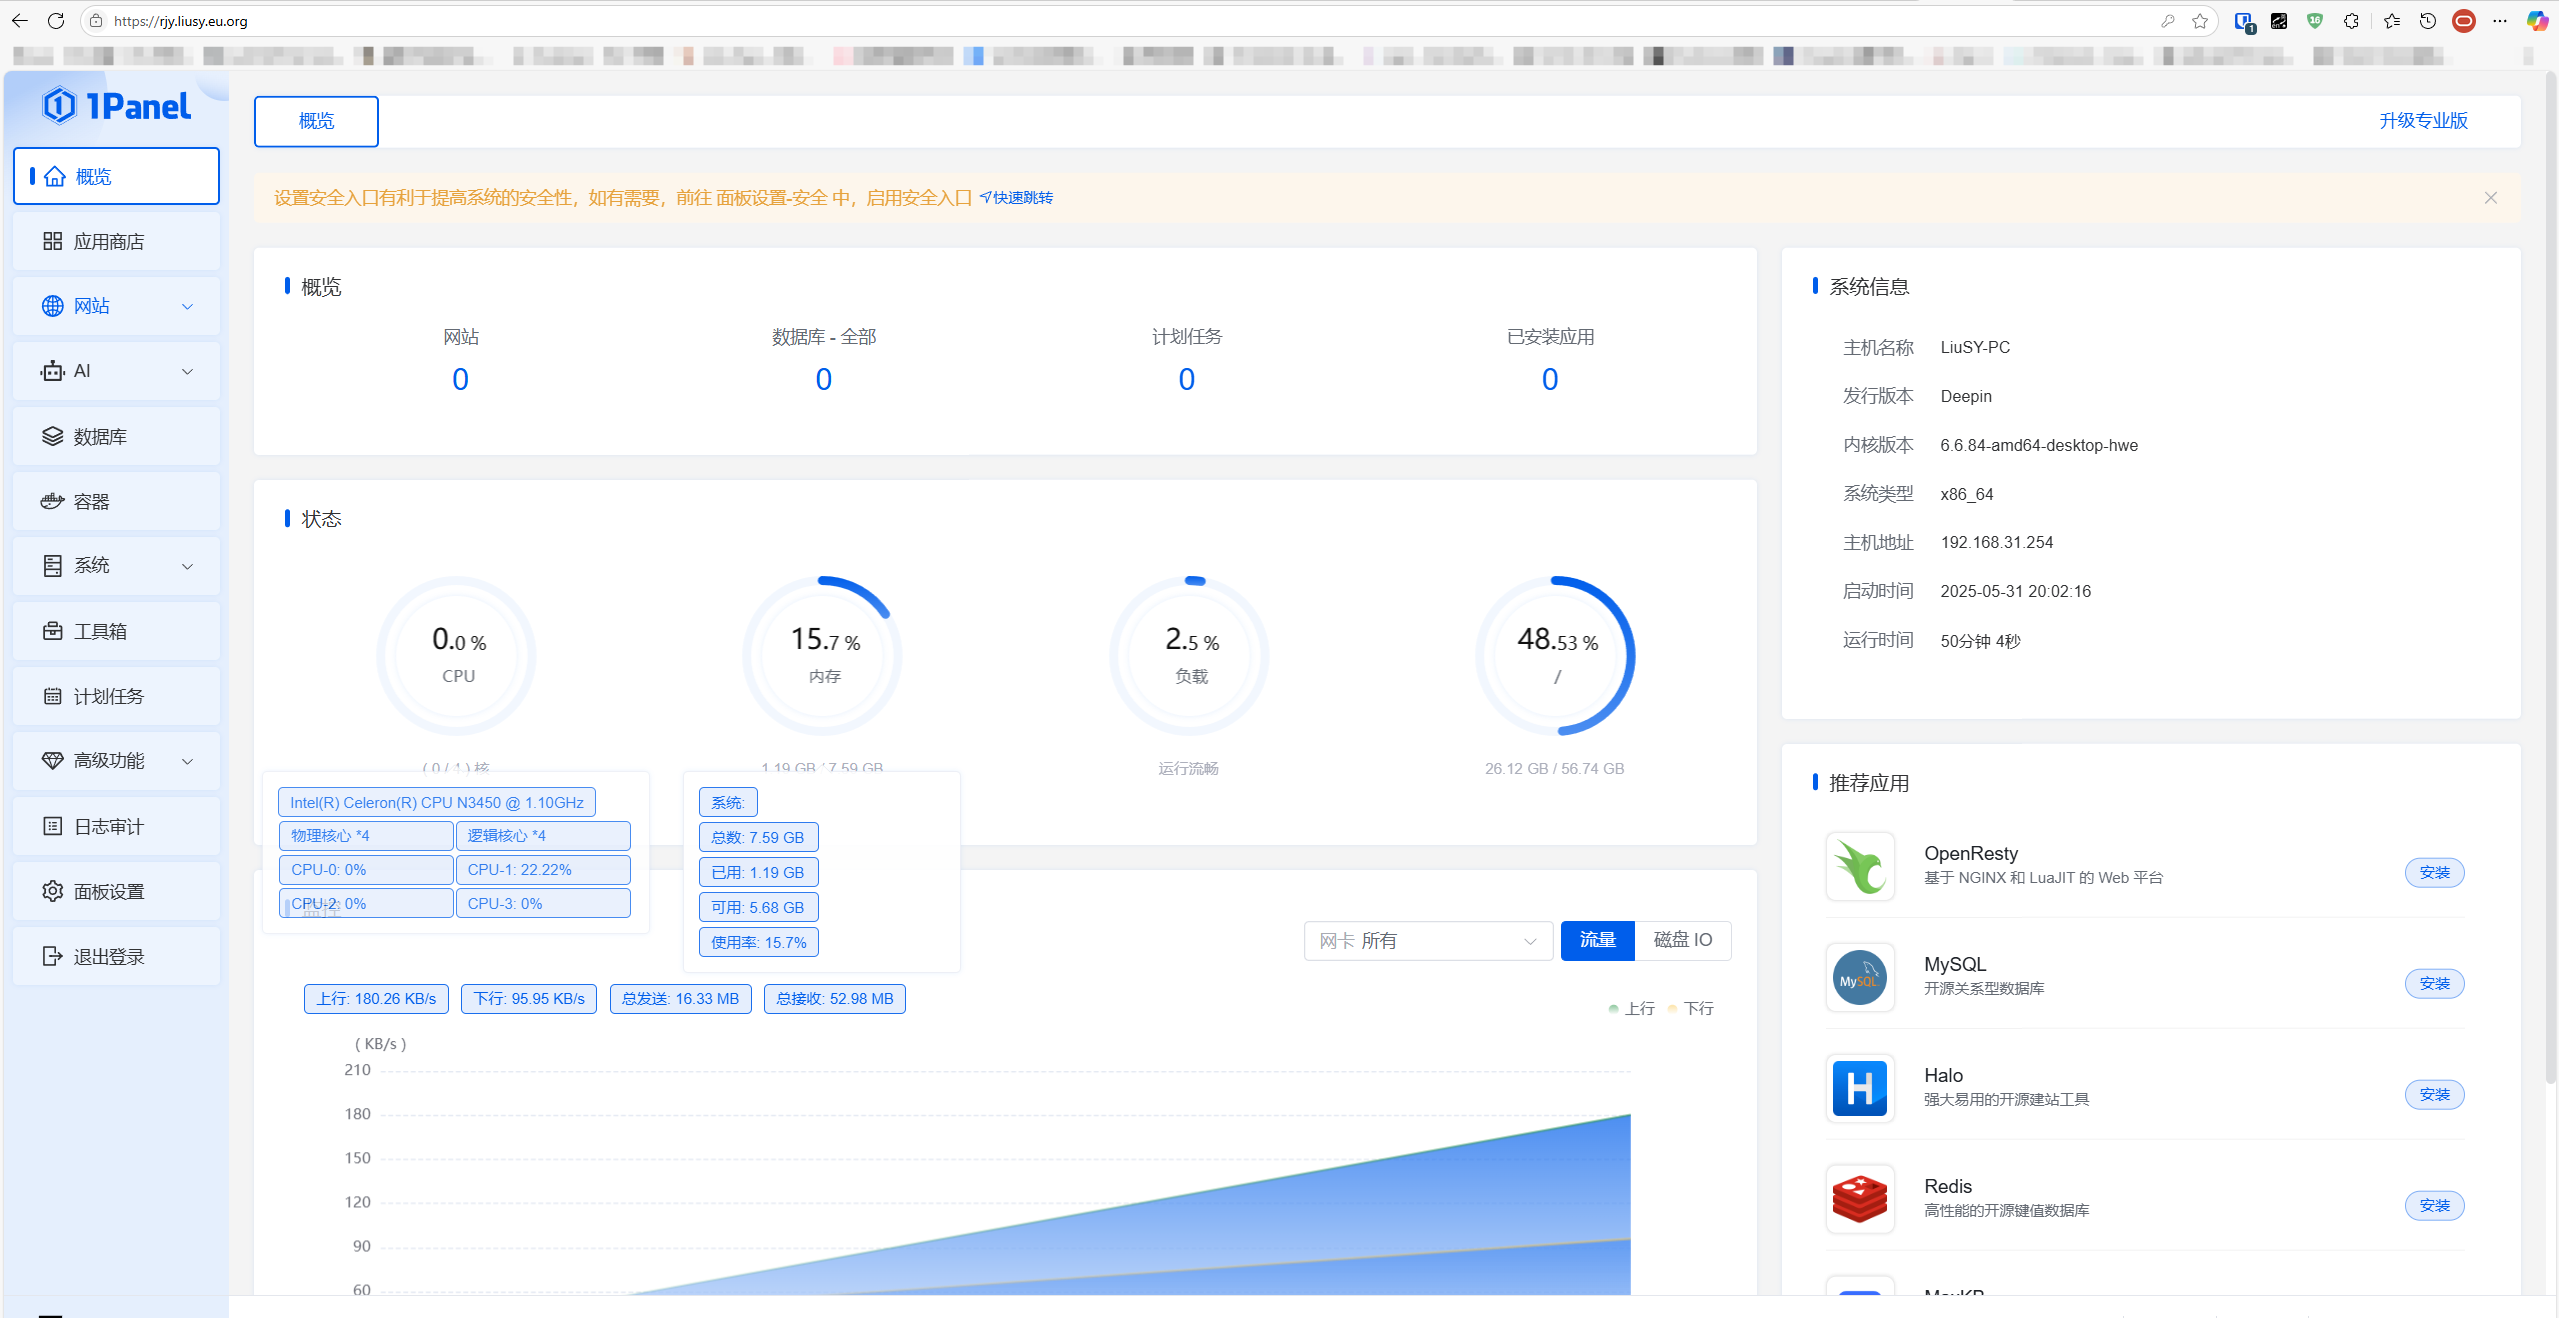 https://rjy.liusy.eu.org
16
1
1Panel
概览
应用商店
网站
AI
数据库
容器
系统
工具箱
计划任务
高级功能
日志审计
面板设置
退出登录
概览
升级专业版
设置安全入口有利于提高系统的安全性，如有需要，前往 面板设置-安全 中，启用安全入口 快速跳转
概览
网站
0
数据库 - 全部
0
计划任务
0
已安装应用
0
状态
0.0 %
CPU
( 0 / 4 ) 核
15.7 %
内存
1.19 GB / 7.59 GB
2.5 %
负载
运行流畅
48.53 %
/
26.12 GB / 56.74 GB
Intel(R) Celeron(R) CPU N3450 @ 1.10GHz
物理核心 *4
逻辑核心 *4
CPU-0: 0%
CPU-1: 22.22%
CPU-2: 0%
CPU-3: 0%
系统:
总数: 7.59 GB
已用: 1.19 GB
可用: 5.68 GB
使用率: 15.7%
监控
网卡 所有
流量
磁盘 IO
上行: 180.26 KB/s
下行: 95.95 KB/s
总发送: 16.33 MB
总接收: 52.98 MB
上行
下行
( KB/s )
210
180
150
120
90
60
系统信息
主机名称 LiuSY-PC
发行版本 Deepin
内核版本 6.6.84-amd64-desktop-hwe
系统类型 x86_64
主机地址 192.168.31.254
启动时间 2025-05-31 20:02:16
运行时间 50分钟 4秒
推荐应用
OpenResty
基于 NGINX 和 LuaJIT 的 Web 平台
安装
MySQL
MySQL
开源关系型数据库
安装
H
Halo
强大易用的开源建站工具
安装
Redis
高性能的开源键值数据库
安装
MaxKB